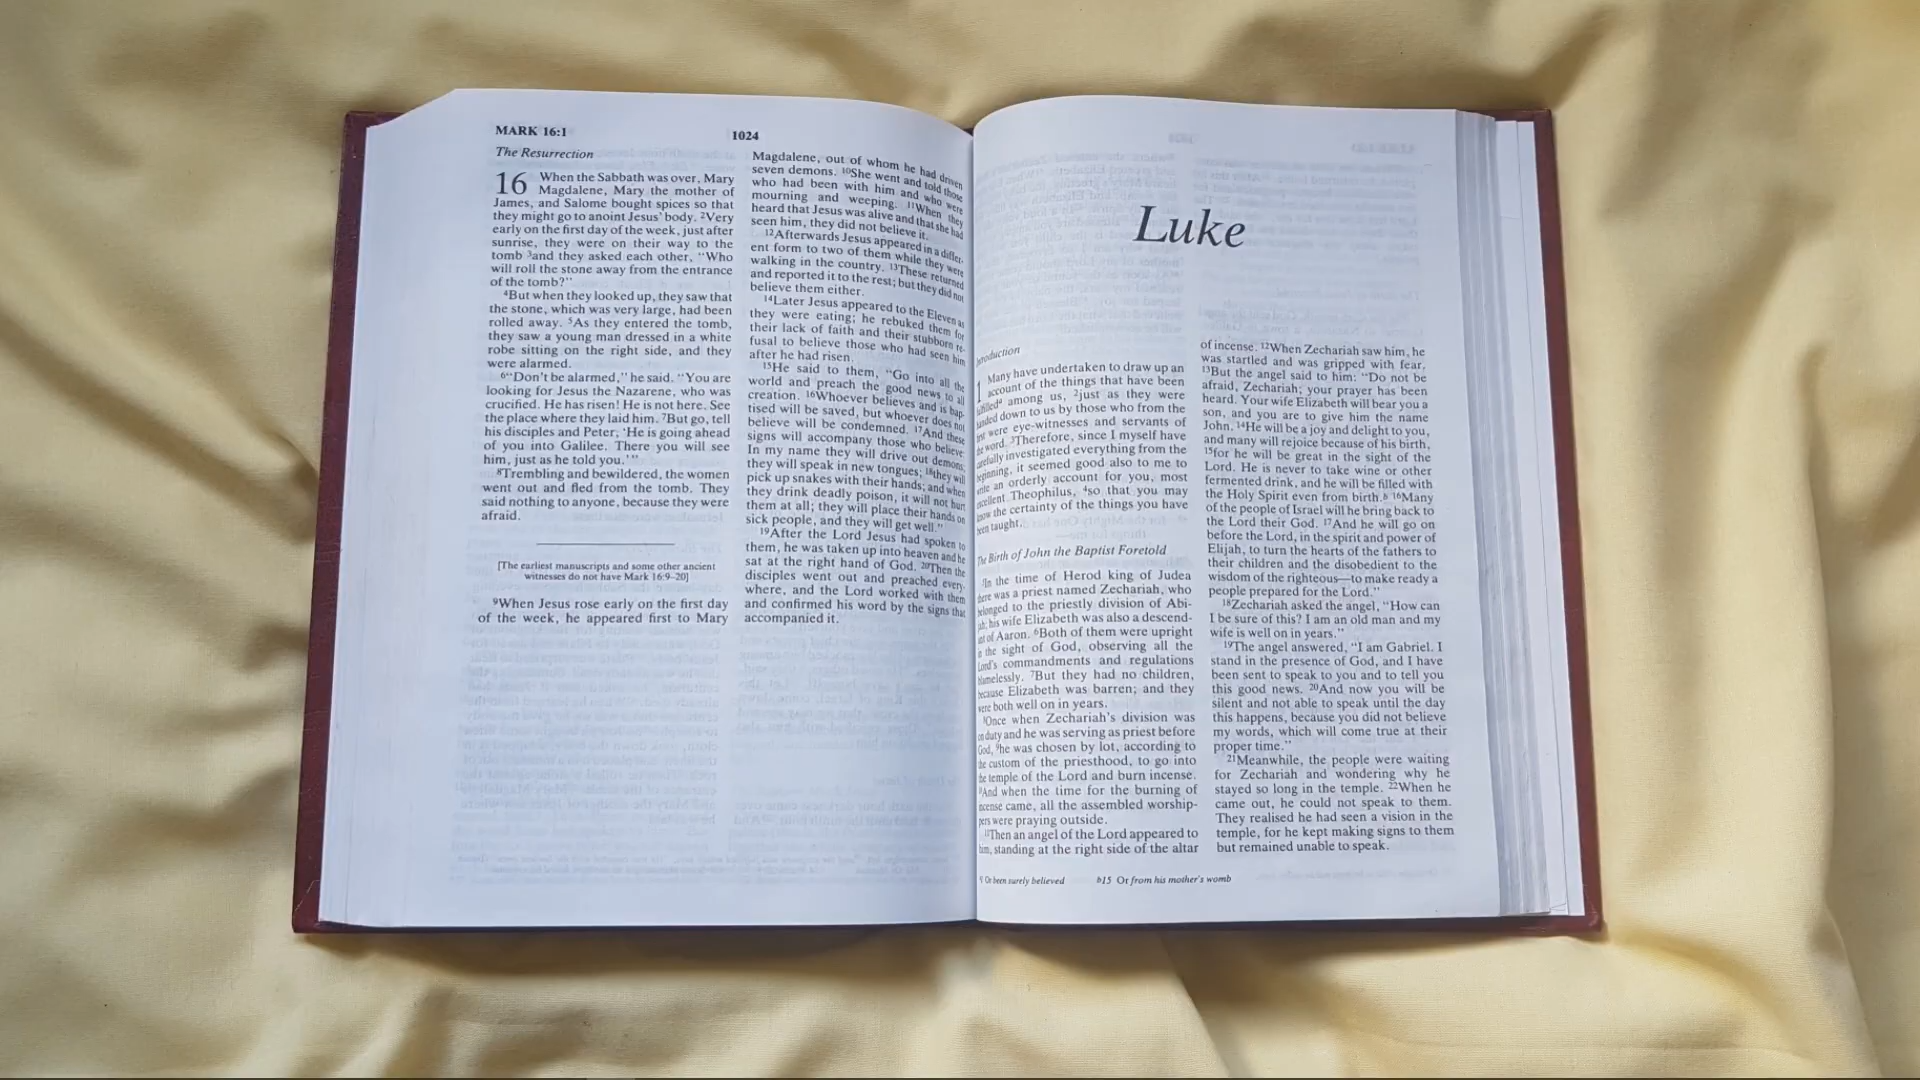 MARK 16:1
1024
The Resurrection
16 When the Sabbath was over, Mary
Magdalene, Mary the mother of
James, and Salome bought spices so that
they might go to anoint Jesus' body. ²Very
early on the first day of the week, just after
sunrise, they were on their way to the
tomb ³and they asked each other, "Who
will roll the stone away from the entrance
of the tomb?"
⁴But when they looked up, they saw that
the stone, which was very large, had been
rolled away. ⁵As they entered the tomb,
they saw a young man dressed in a white
robe sitting on the right side, and they
were alarmed.
⁶"Don't be alarmed," he said. "You are
looking for Jesus the Nazarene, who was
crucified. He has risen! He is not here. See
the place where they laid him. ⁷But go, tell
his disciples and Peter, 'He is going ahead
of you into Galilee. There you will see
him, just as he told you.'"
⁸Trembling and bewildered, the women
went out and fled from the tomb. They
said nothing to anyone, because they were
afraid.
[The earliest manuscripts and some other ancient
witnesses do not have Mark 16:9–20]
⁹When Jesus rose early on the first day
of the week, he appeared first to Mary
Magdalene, out of whom he had driven
seven demons. ¹⁰She went and told those
who had been with him and who were
mourning and weeping. ¹¹When they
heard that Jesus was alive and that she had
seen him, they did not believe it.
¹²Afterwards Jesus appeared in a differ-
ent form to two of them while they were
walking in the country. ¹³These returned
and reported it to the rest; but they did not
believe them either.
¹⁴Later Jesus appeared to the Eleven as
they were eating; he rebuked them for
their lack of faith and their stubborn re-
fusal to believe those who had seen him
after he had risen.
¹⁵He said to them, "Go into all the
world and preach the good news to all
creation. ¹⁶Whoever believes and is bap-
tised will be saved, but whoever does not
believe will be condemned. ¹⁷And these
signs will accompany those who believe:
In my name they will drive out demons;
they will speak in new tongues; ¹⁸they will
pick up snakes with their hands; and when
they drink deadly poison, it will not hurt
them at all; they will place their hands on
sick people, and they will get well."
¹⁹After the Lord Jesus had spoken to
them, he was taken up into heaven and he
sat at the right hand of God. ²⁰Then the
disciples went out and preached every-
where, and the Lord worked with them
and confirmed his word by the signs that
accompanied it.
Luke
Introduction
1 Many have undertaken to draw up an
account of the things that have been
fulfilledᵃ among us, ²just as they were
handed down to us by those who from the
first were eye-witnesses and servants of
the word. ³Therefore, since I myself have
carefully investigated everything from the
beginning, it seemed good also to me to
write an orderly account for you, most
excellent Theophilus, ⁴so that you may
know the certainty of the things you have
been taught.
The Birth of John the Baptist Foretold
⁵In the time of Herod king of Judea
there was a priest named Zechariah, who
belonged to the priestly division of Abi-
jah; his wife Elizabeth was also a descend-
ant of Aaron. ⁶Both of them were upright
in the sight of God, observing all the
Lord's commandments and regulations
blamelessly. ⁷But they had no children,
because Elizabeth was barren; and they
were both well on in years.
⁸Once when Zechariah's division was
on duty and he was serving as priest before
God, ⁹he was chosen by lot, according to
the custom of the priesthood, to go into
the temple of the Lord and burn incense.
¹⁰And when the time for the burning of
incense came, all the assembled worship-
pers were praying outside.
¹¹Then an angel of the Lord appeared to
him, standing at the right side of the altar
of incense. ¹²When Zechariah saw him, he
was startled and was gripped with fear.
¹³But the angel said to him: "Do not be
afraid, Zechariah; your prayer has been
heard. Your wife Elizabeth will bear you a
son, and you are to give him the name
John. ¹⁴He will be a joy and delight to you,
and many will rejoice because of his birth,
¹⁵for he will be great in the sight of the
Lord. He is never to take wine or other
fermented drink, and he will be filled with
the Holy Spirit even from birth.ᵇ ¹⁶Many
of the people of Israel will he bring back to
the Lord their God. ¹⁷And he will go on
before the Lord, in the spirit and power of
Elijah, to turn the hearts of the fathers to
their children and the disobedient to the
wisdom of the righteous—to make ready a
people prepared for the Lord."
¹⁸Zechariah asked the angel, "How can
I be sure of this? I am an old man and my
wife is well on in years."
¹⁹The angel answered, "I am Gabriel. I
stand in the presence of God, and I have
been sent to speak to you and to tell you
this good news. ²⁰And now you will be
silent and not able to speak until the day
this happens, because you did not believe
my words, which will come true at their
proper time."
²¹Meanwhile, the people were waiting
for Zechariah and wondering why he
stayed so long in the temple. ²²When he
came out, he could not speak to them.
They realised he had seen a vision in the
temple, for he kept making signs to them
but remained unable to speak.
Or been surely believed
ᵇ15 Or from his mother's womb